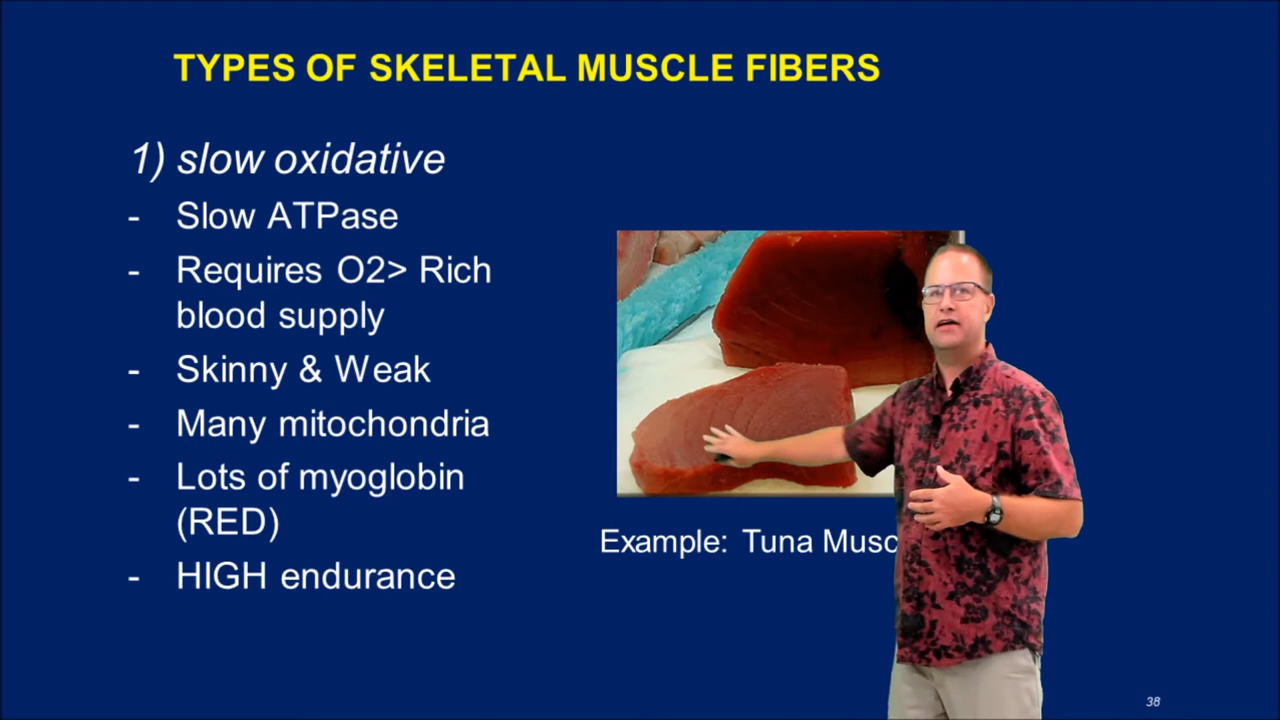 TYPES OF SKELETAL MUSCLE FIBERS
1) slow oxidative
- Slow ATPase
- Requires O2> Rich
blood supply
- Skinny & Weak
- Many mitochondria
- Lots of myoglobin
(RED)
- HIGH endurance
Example: Tuna
38